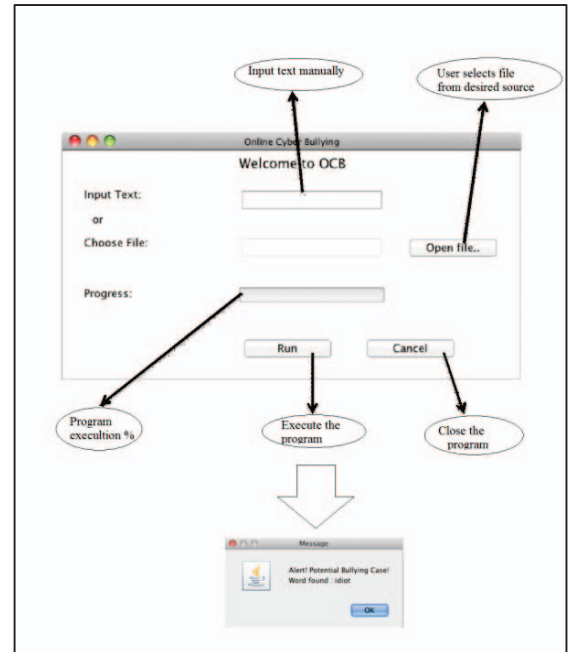 Input text manually
User selects file
from desired source
Online Cyber Bullying
Welcome to OCB
Input Text:
or
Choose File:
Open file..
Progress:
Run
Cancel
Program
execultion %
Execute the
program
Close the
program
Message
Alert! Potential Bullying Case!
Word found : idiot
OK